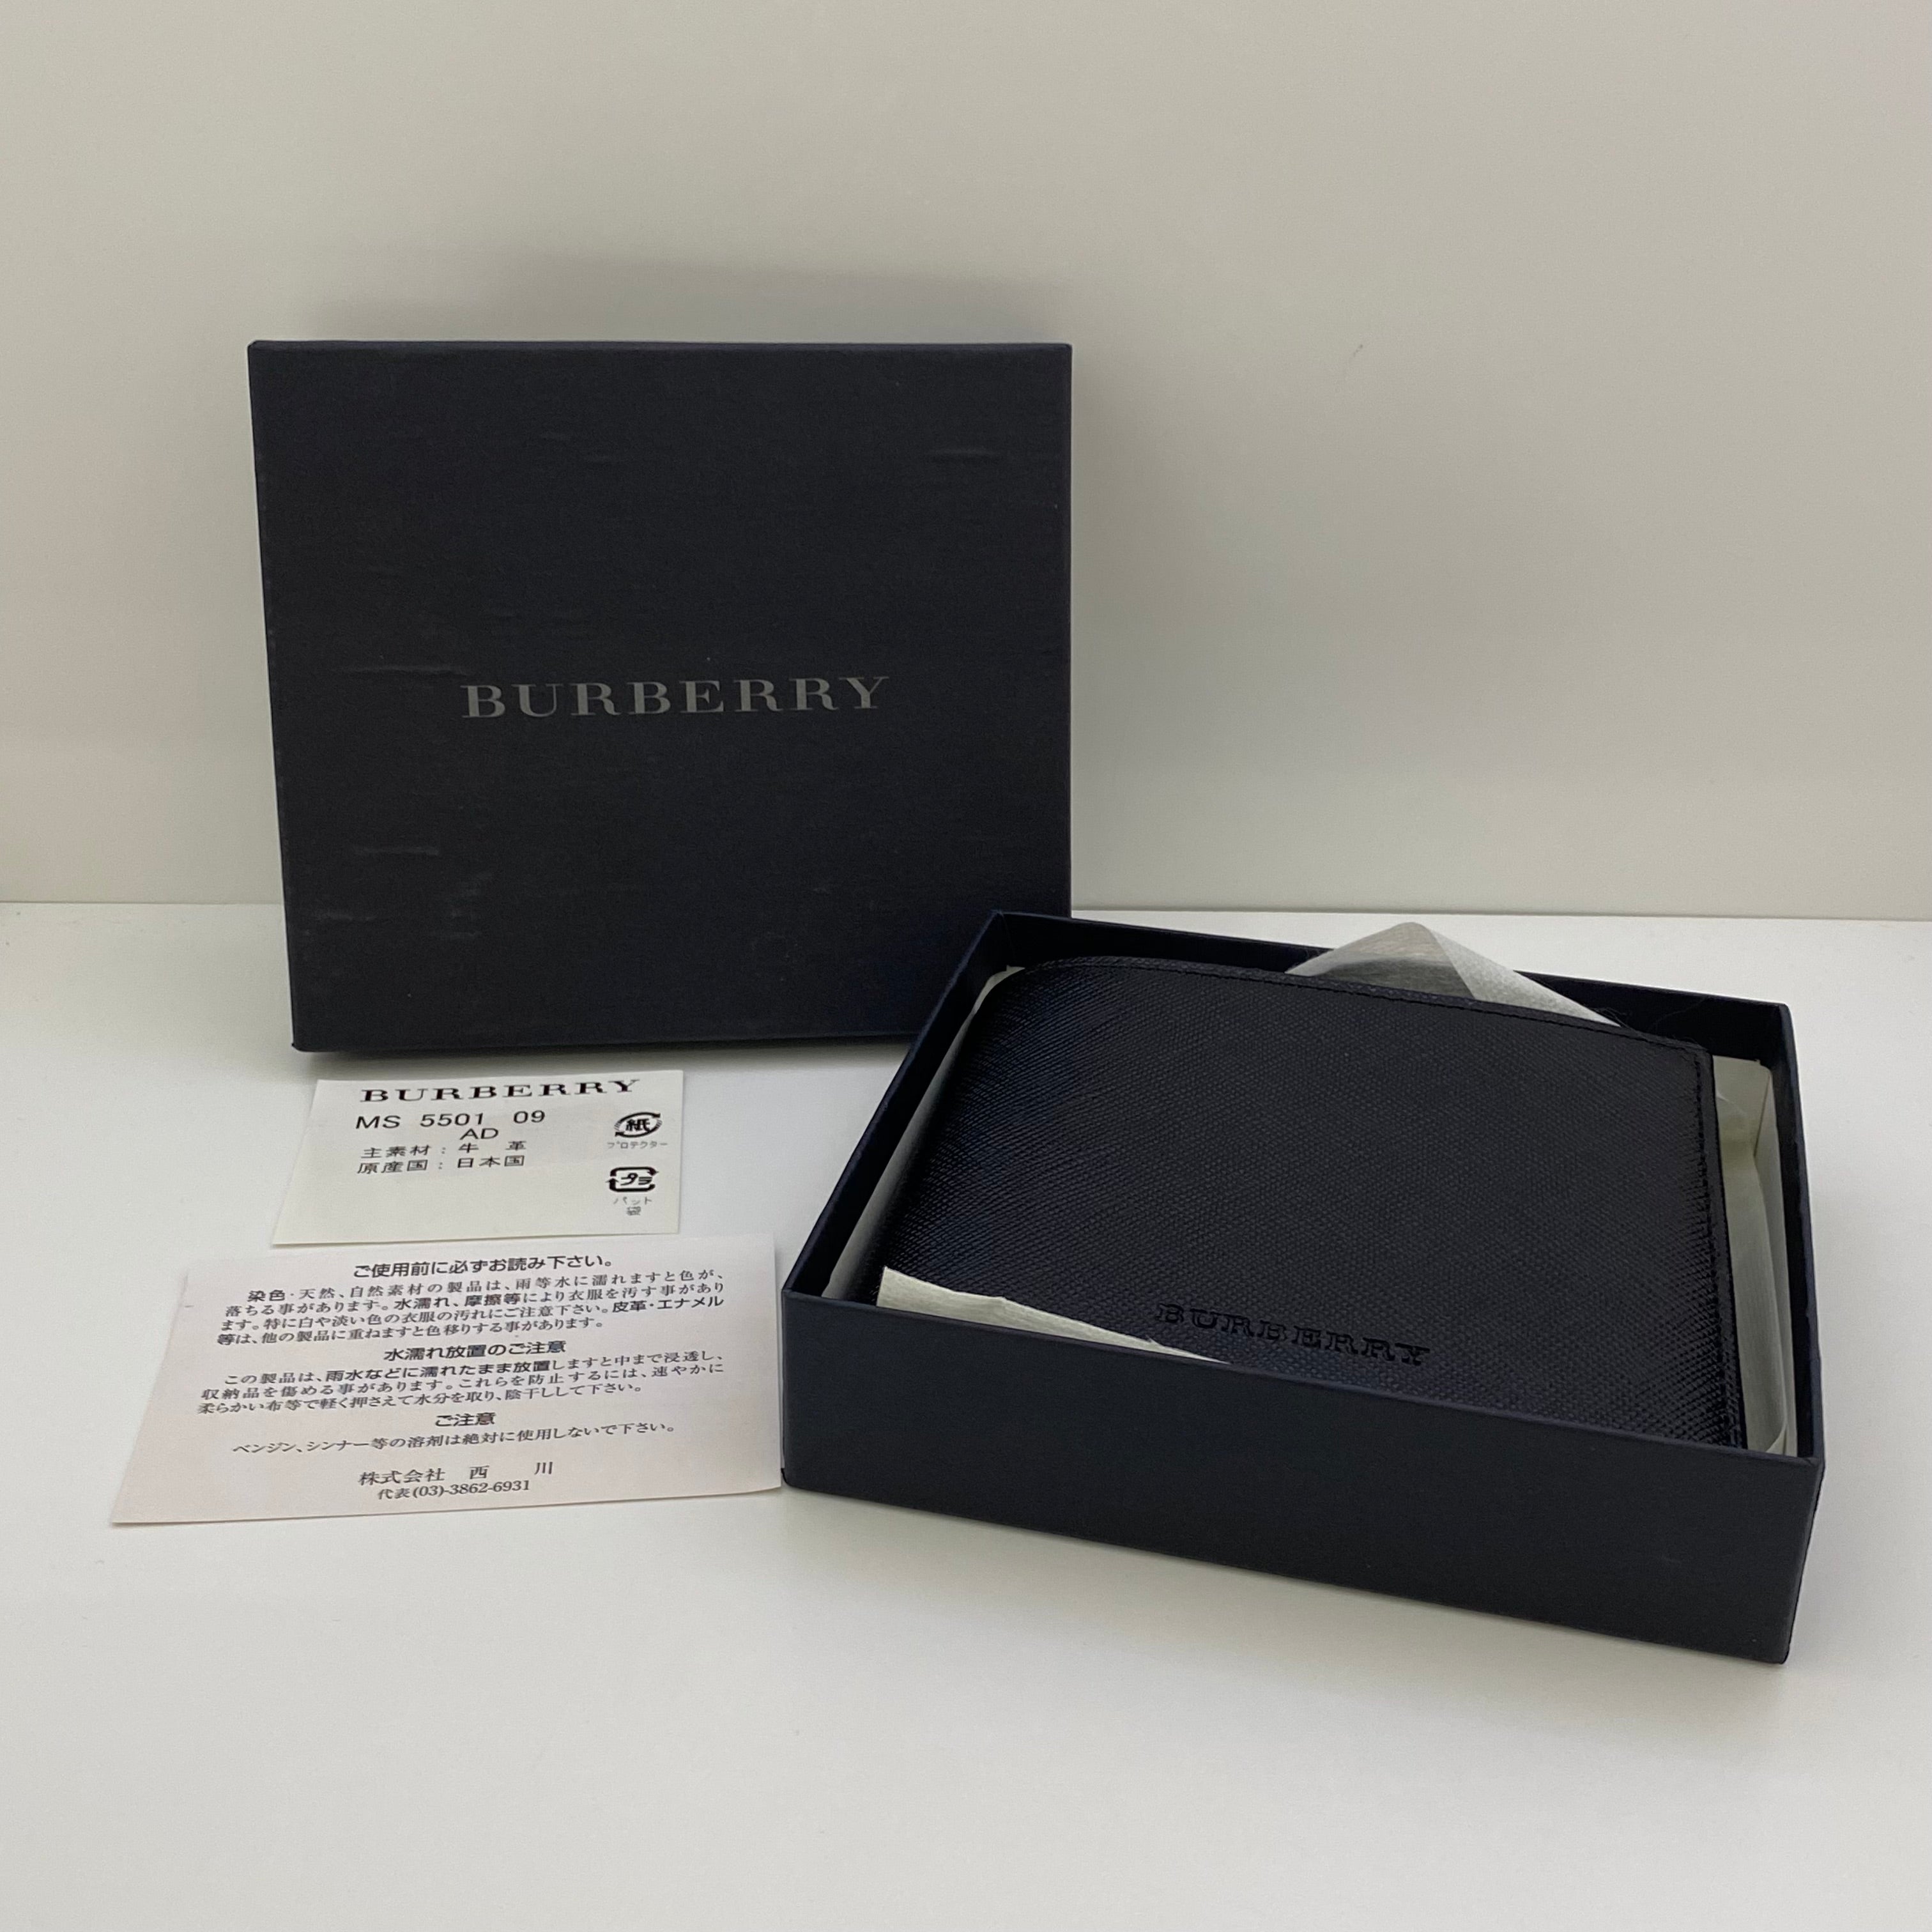 BURBERRY
BURBERRY
MS 5501 09
AD
主素材：牛 革
原産国：日本国
紙
プロテクター
プラ
パット
袋
ご使用前に必ずお読み下さい。
染色・天然、自然素材の製品は、雨等水に濡れますと色が、
落ちる事があります。水濡れ、摩擦等により衣服を汚す事があり
ます。特に白や淡い色の衣服の汚れにご注意下さい。皮革・エナメル
等は、他の製品に重ねますと色移りする事があります。
水濡れ放置のご注意
この製品は、雨水などに濡れたまま放置しますと中まで浸透し、
収納品を傷める事があります。これらを防止するには、速やかに
柔らかい布等で軽く押さえて水分を取り、陰干しして下さい。
ご注意
ベンジン、シンナー等の溶剤は絶対に使用しないで下さい。
株式会社 西 川
代表(03)-3862-6931
BURBERRY